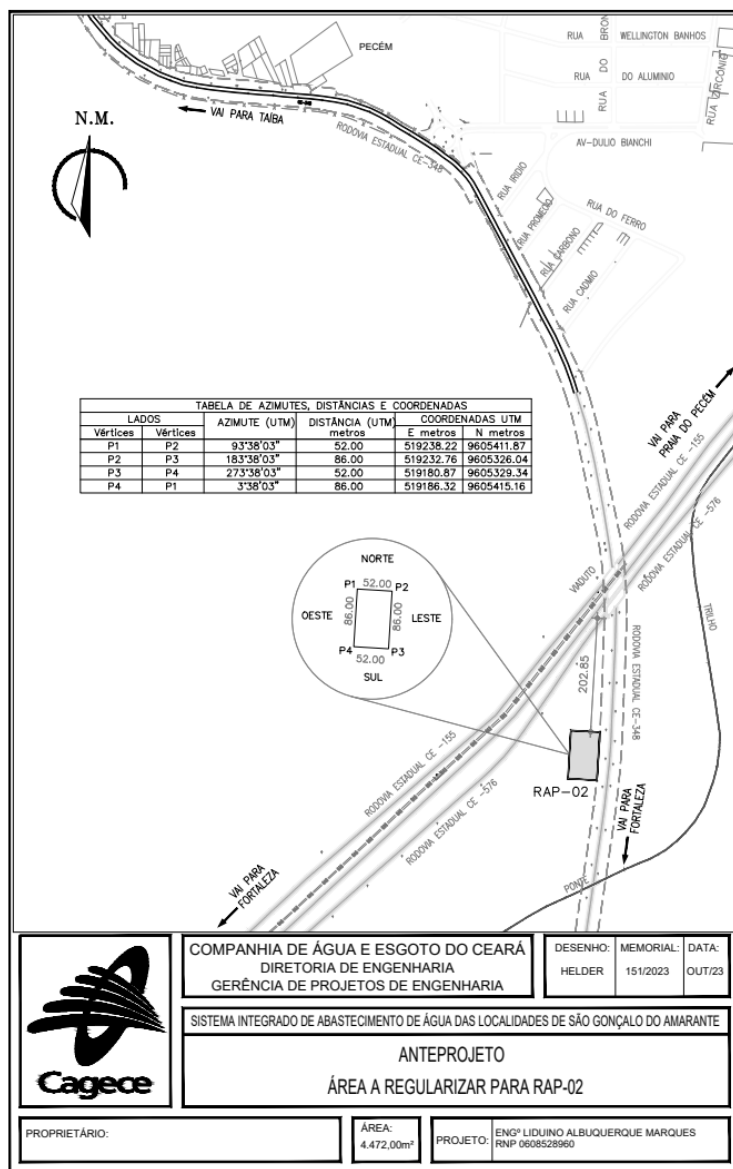 PECÉM
RUA WELLINGTON BANHOS
RUA DO BRON
RUA DO ALUMINIO
RUA ZIRCÔNIO
AV-DULIO BIANCHI
VAI PARA TAÍBA
RODOVIA ESTADUAL CE-348
N.M.
RUA IRIDIO
RUA PROMEDIO
RUA DO FERRO
RUA CARBONO
RUA CADMIO
VAI PARA
PRAIA DO PECÉM
TABELA DE AZIMUTES, DISTÂNCIAS E COORDENADAS
LADOS AZIMUTE (UTM) DISTÂNCIA (UTM) COORDENADAS UTM
Vértices Vértices metros E metros N metros
P1 P2 93°38'03" 52.00 519238.22 9605411.87
P2 P3 183°38'03" 86.00 519232.76 9605326.04
P3 P4 273°38'03" 52.00 519180.87 9605329.34
P4 P1 3°38'03" 86.00 519186.32 9605415.16
RODOVIA ESTADUAL CE -155
RODOVIA ESTADUAL CE -576
VIADUTO
TRILHO
NORTE
P1 52.00 P2
OESTE 86.00 86.00 LESTE
P4 52.00 P3
SUL
202.85
RODOVIA ESTADUAL CE-348
RAP-02
RODOVIA ESTADUAL CE -155
RODOVIA ESTADUAL CE -576
VAI PARA
FORTALEZA
VAI PARA
FORTALEZA
PONTE
Cagece
COMPANHIA DE ÁGUA E ESGOTO DO CEARÁ
DIRETORIA DE ENGENHARIA
GERÊNCIA DE PROJETOS DE ENGENHARIA
DESENHO: MEMORIAL: DATA:
HELDER 151/2023 OUT/23
SISTEMA INTEGRADO DE ABASTECIMENTO DE ÁGUA DAS LOCALIDADES DE SÃO GONÇALO DO AMARANTE
ANTEPROJETO
ÁREA A REGULARIZAR PARA RAP-02
PROPRIETÁRIO:
ÁREA:
4.472,00m²
PROJETO: ENGº LIDUINO ALBUQUERQUE MARQUES
RNP 0608528960